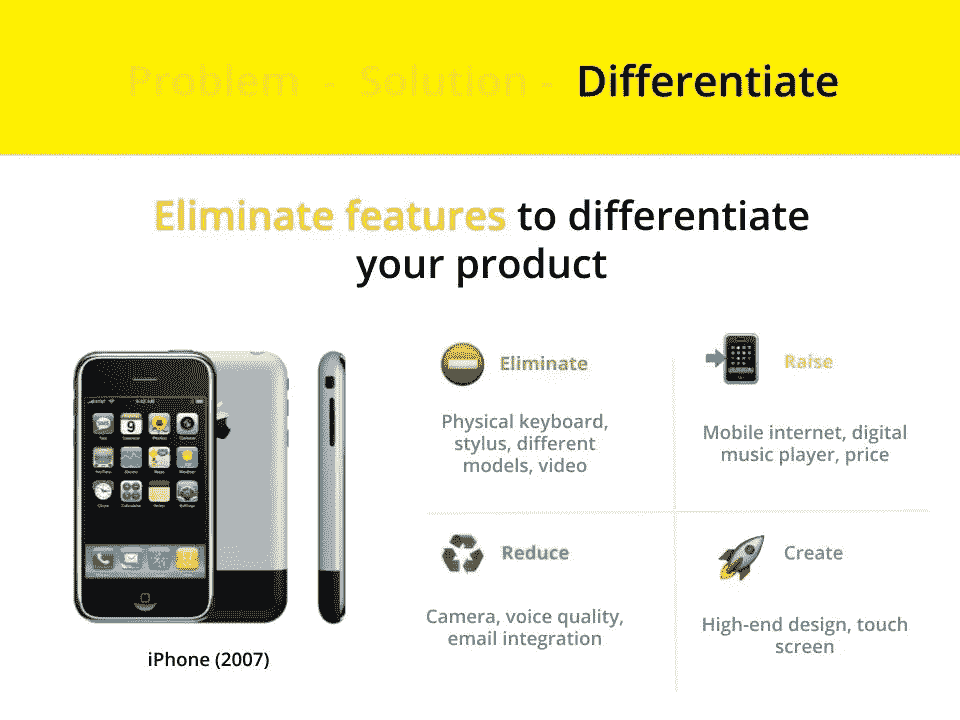 Problem - Solution - Differentiate
Eliminate features to differentiate
your product
Eliminate
Physical keyboard,
stylus, different
models, video
Raise
Mobile internet, digital
music player, price
Reduce
Camera, voice quality,
email integration
Create
High-end design, touch
screen
9
iPhone (2007)